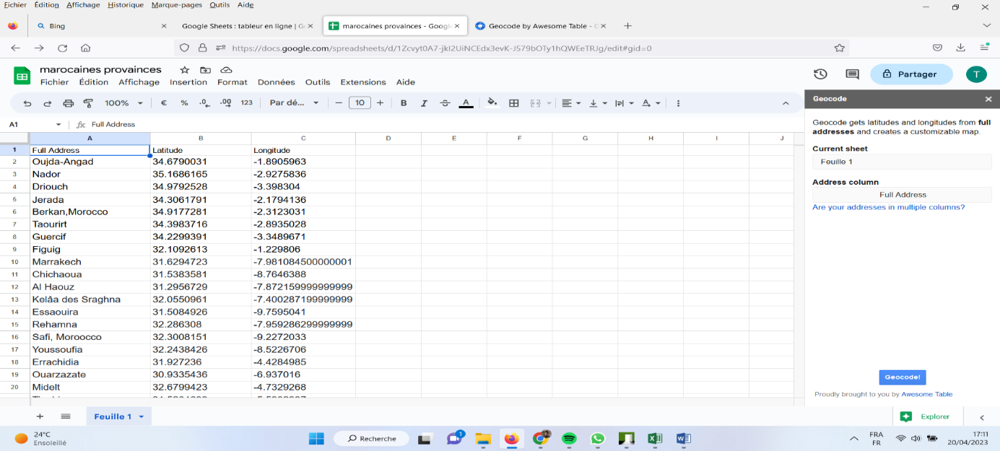 Fichier Édition Affichage Historique Marque-pages Outils Aide
Bing Google Sheets : tableur en ligne | Go marocaines provainces - Google Geocode by Awesome Table - G
https://docs.google.com/spreadsheets/d/1Zcvyt0A7-jkI2UiNCEdx3evK-J579bOTy1hQWEeTRJg/edit#gid=0
marocaines provainces
Fichier Édition Affichage Insertion Format Données Outils Extensions Aide
Partager T
100% € % .0 .00 123 Par dé... − 10 + B I A
Geocode
A1 fx Full Address
A B C D E F G H I J
1 Full Address Latitude Longitude
2 Oujda-Angad 34.6790031 -1.8905963
3 Nador 35.1686165 -2.9275836
4 Driouch 34.9792528 -3.398304
5 Jerada 34.3061791 -2.1794136
6 Berkan,Morocco 34.9177281 -2.3123031
7 Taourirt 34.3983716 -2.8935028
8 Guercif 34.2299391 -3.3489671
9 Figuig 32.1092613 -1.229806
10 Marrakech 31.6294723 -7.981084500000001
11 Chichaoua 31.5383581 -8.7646388
12 Al Haouz 31.2956729 -7.872159999999999
13 Kelâa des Sraghna 32.0550961 -7.400287199999999
14 Essaouira 31.5084926 -9.7595041
15 Rehamna 32.286308 -7.959286299999999
16 Safi, Moroocco 32.3008151 -9.2272033
17 Youssoufia 32.2438426 -8.5226706
18 Errachidia 31.927236 -4.4284985
19 Ouarzazate 30.9335436 -6.937016
20 Midelt 32.6799423 -4.7329268
Geocode gets latitudes and longitudes from full
addresses and creates a customizable map.
Current sheet
Feuille 1
Address column
Full Address
Are your addresses in multiple columns?
Geocode!
Proudly brought to you by Awesome Table
Feuille 1
Explorer
24°C
Ensoleillé
Recherche
1
FRA
FR
17:11
20/04/2023